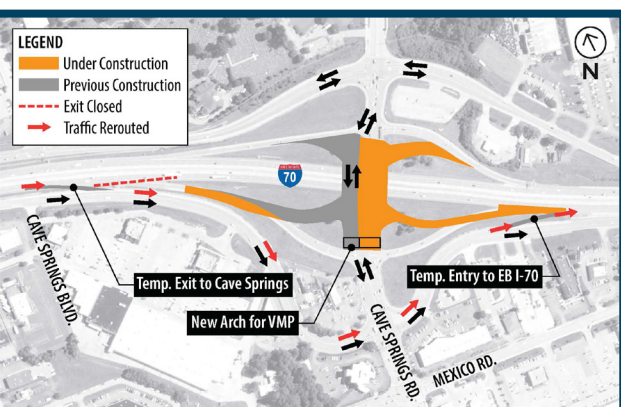 LEGEND
Under Construction
Previous Construction
Exit Closed
Traffic Rerouted
N
70
CAVE SPRINGS BLVD.
Temp. Exit to Cave Springs
New Arch for VMP
Temp. Entry to EB I-70
CAVE SPRINGS RD.
MEXICO RD.